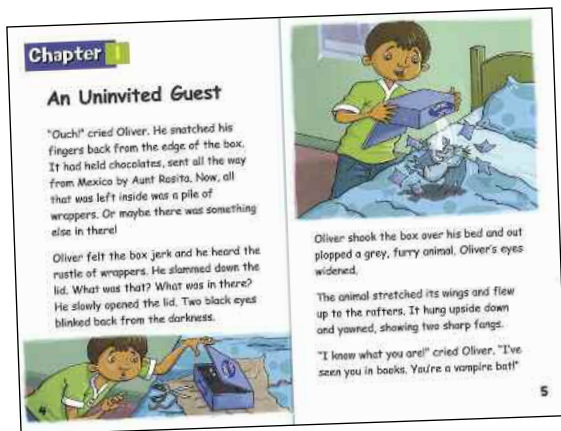 Chapter 1
An Uninvited Guest
"Ouch!" cried Oliver. He snatched his
fingers back from the edge of the box.
It had held chocolates, sent all the way
from Mexico by Aunt Rosita. Now, all
that was left inside was a pile of
wrappers. Or maybe there was something
else in there!
Oliver felt the box jerk and he heard the
rustle of wrappers. He slammed down the
lid. What was that? What was in there?
He slowly opened the lid. Two black eyes
blinked back from the darkness.
4
Oliver shook the box over his bed and out
plopped a grey, furry animal. Oliver's eyes
widened.
The animal stretched its wings and flew
up to the rafters. It hung upside down
and yawned, showing two sharp fangs.
"I know what you are!" cried Oliver. "I've
seen you in books. You're a vampire bat!"
5